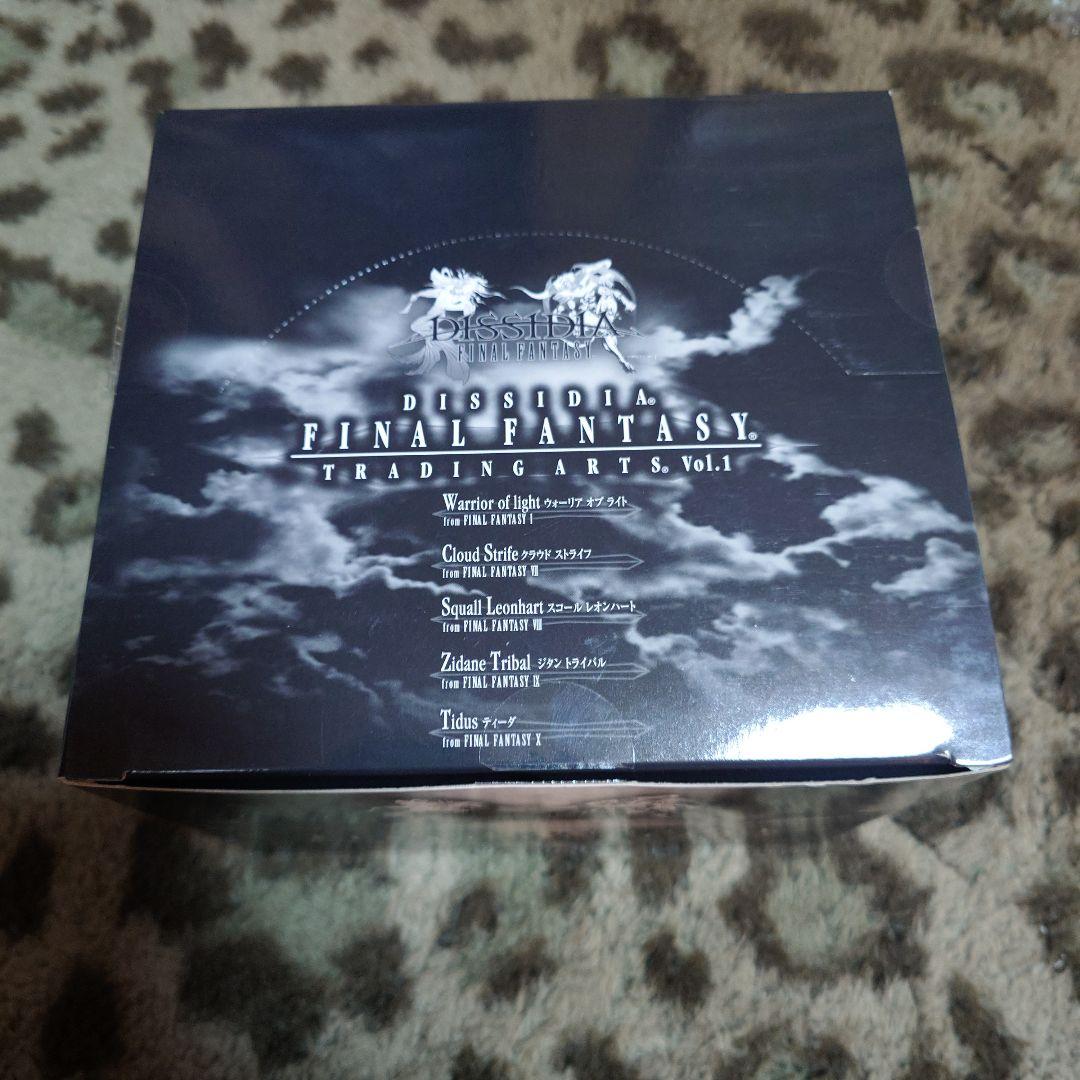 DISSIDIA
FINAL FANTASY
DISSIDIA®
FINAL FANTASY®
TRADING ARTS® Vol.1
Warrior of light ウォーリア オブ ライト
from FINAL FANTASY I
Cloud Strife クラウド ストライフ
from FINAL FANTASY VII
Squall Leonhart スコール レオンハート
from FINAL FANTASY VIII
Zidane Tribal ジタン トライバル
from FINAL FANTASY IX
Tidus ティーダ
from FINAL FANTASY X